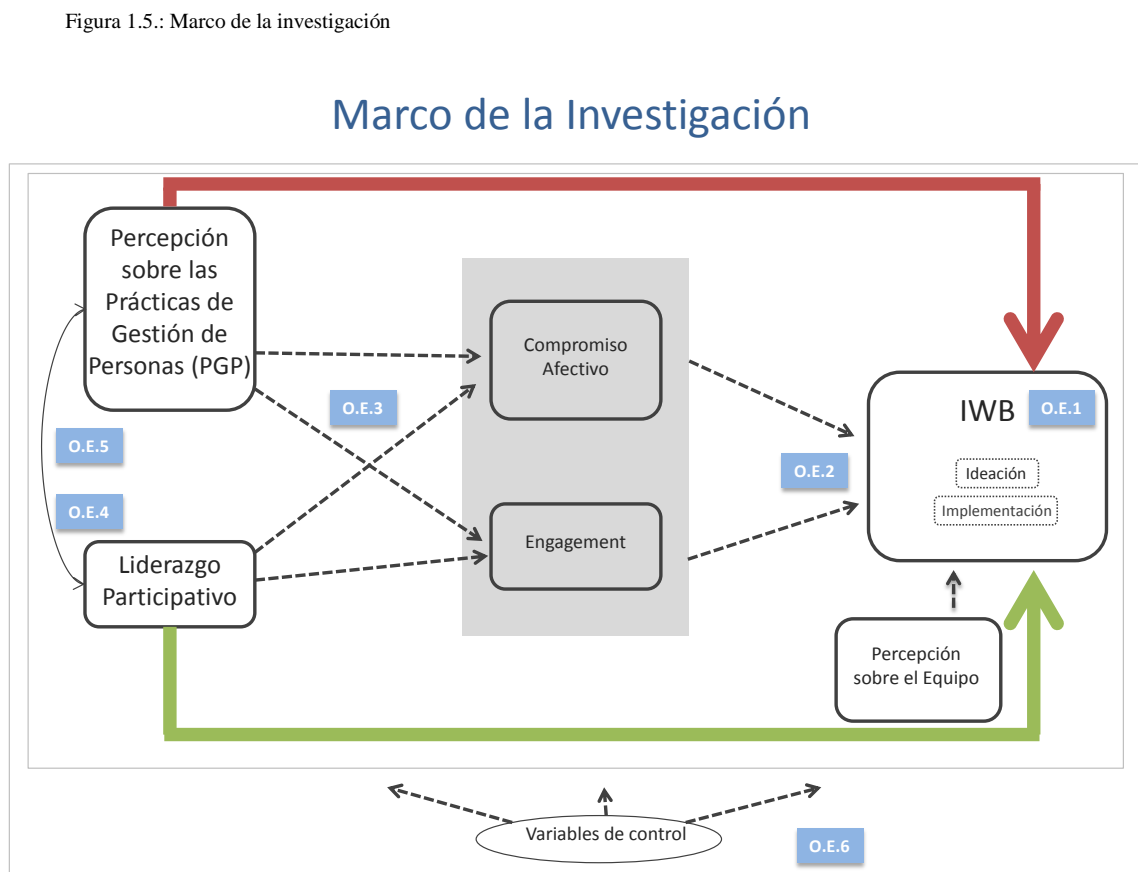 Figura 1.5.: Marco de la investigación
Marco de la Investigación
Percepción
sobre las
Prácticas de
Gestión de
Personas (PGP)
Compromiso
Afectivo
IWB
O.E.1
O.E.3
O.E.5
O.E.2
Ideación
O.E.4
Implementación
Engagement
Liderazgo
Participativo
Percepción
sobre el Equipo
Variables de control
O.E.6